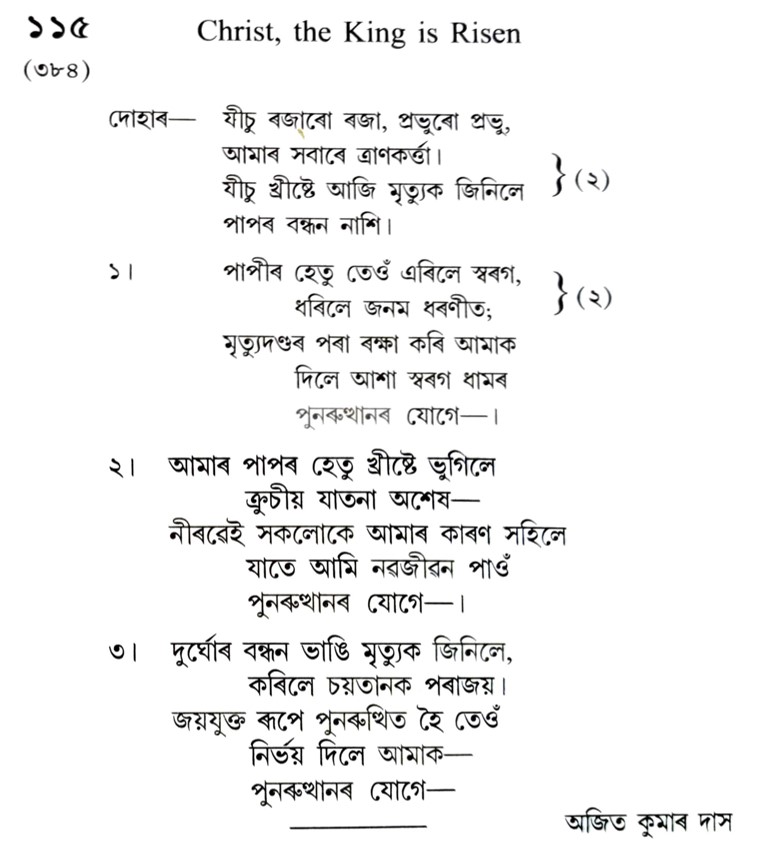 ১১৫ Christ, the King is Risen
(৩৮৪)
দোহাৰ— যীচু ৰজাৰো ৰজা, প্ৰভুৰো প্ৰভু,
আমাৰ সবাৰে ত্ৰাণকৰ্ত্তা।
} (২)
যীচু খ্ৰীষ্টে আজি মৃত্যুক জিনিলে
পাপৰ বন্ধন নাশি।
১। পাপীৰ হেতু তেওঁ এৰিলে স্বৰগ,
} (২)
ধৰিলে জনম ধৰণীত;
মৃত্যুদণ্ডৰ পৰা ৰক্ষা কৰি আমাক
দিলে আশা স্বৰগ ধামৰ
পুনৰুত্থানৰ যোগে—।
২। আমাৰ পাপৰ হেতু খ্ৰীষ্টে ভুগিলে
ক্ৰুচীয় যাতনা অশেষ—
নীৰৱেই সকলোকে আমাৰ কাৰণ সহিলে
যাতে আমি নৱজীৱন পাওঁ
পুনৰুত্থানৰ যোগে—।
৩। দুৰ্ঘোৰ বন্ধন ভাঙি মৃত্যুক জিনিলে,
কৰিলে চয়তানক পৰাজয়।
জয়যুক্ত ৰূপে পুনৰুত্থিত হৈ তেওঁ
নিৰ্ভয় দিলে আমাক—
পুনৰুত্থানৰ যোগে—
অজিত কুমাৰ দাস